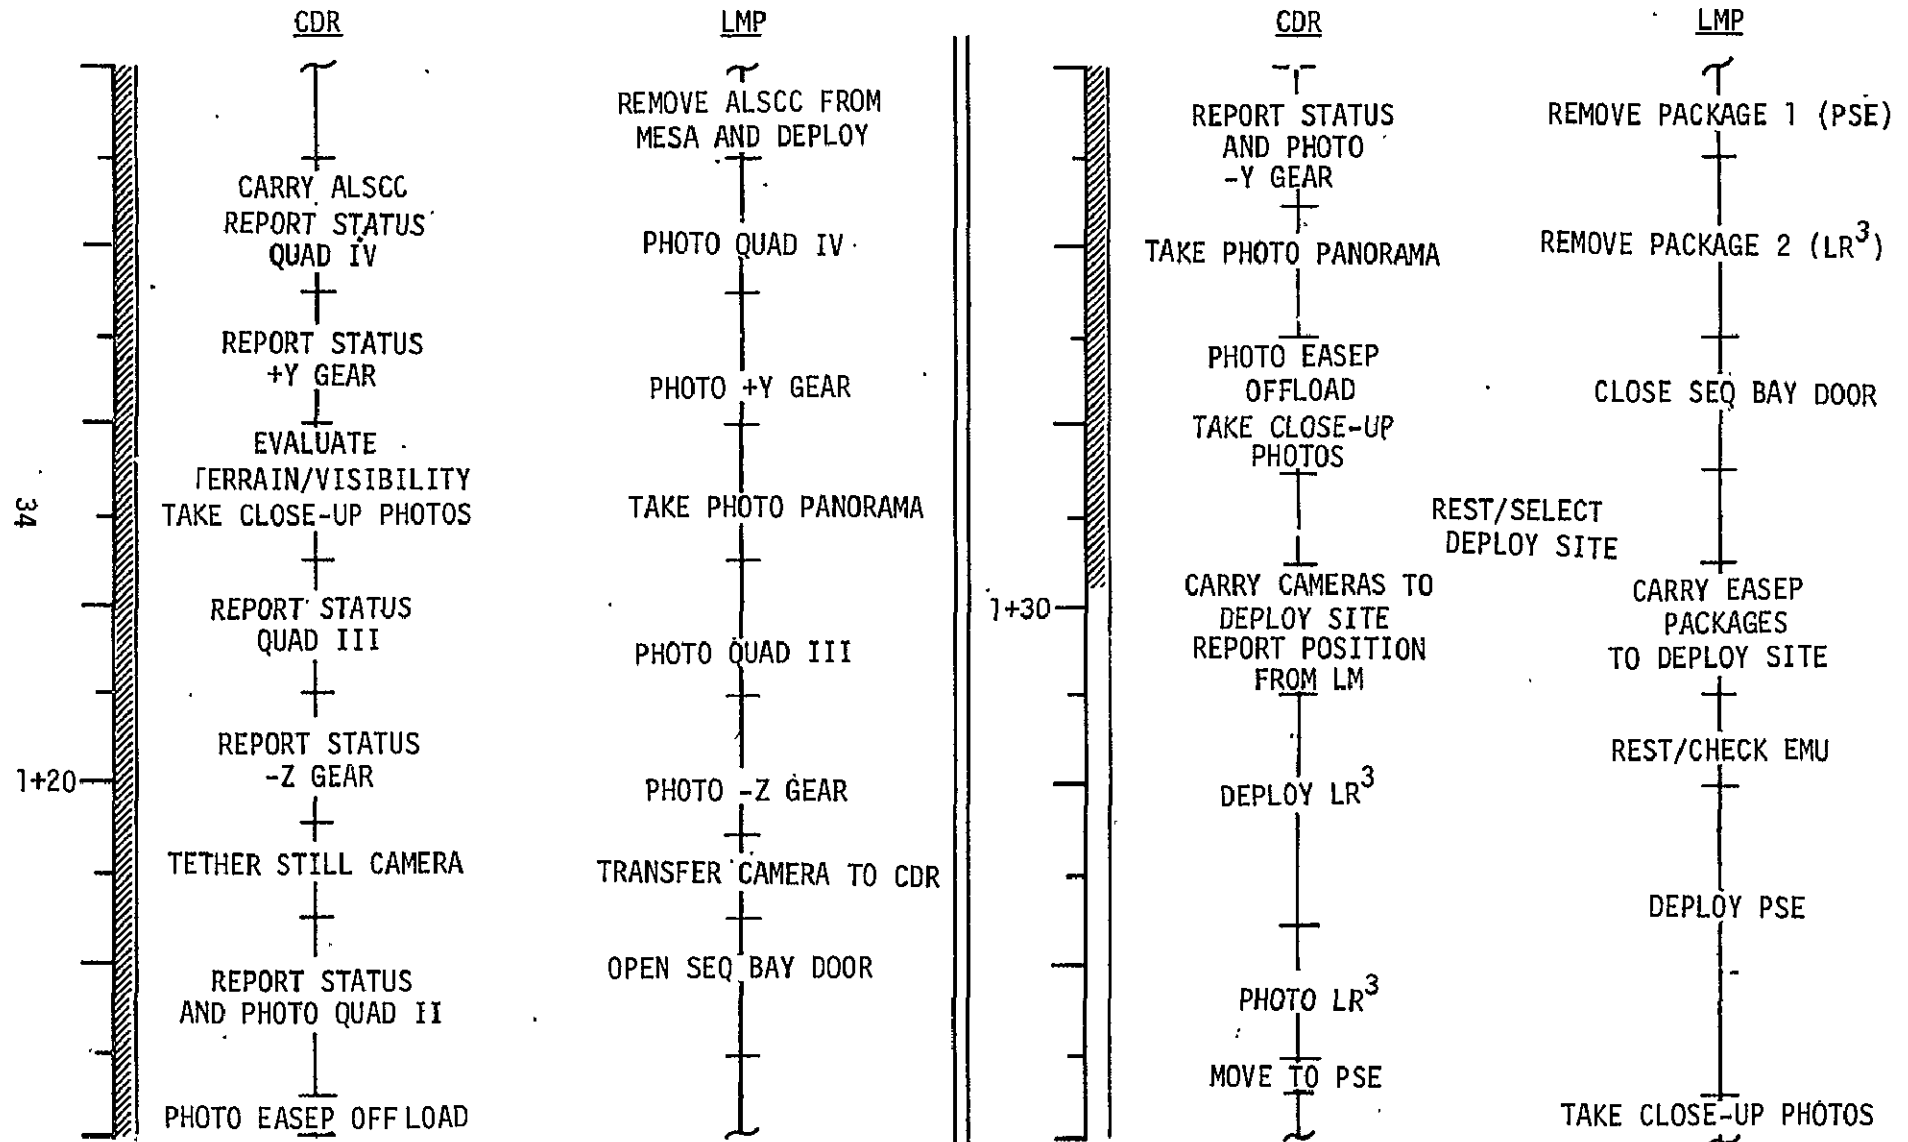 CDR
LMP
REMOVE ALSCC FROM
MESA AND DEPLOY
CARRY ALSCC
REPORT STATUS
QUAD IV
PHOTO QUAD IV
REPORT STATUS
+Y GEAR
PHOTO +Y GEAR
EVALUATE
TERRAIN/VISIBILITY
TAKE CLOSE-UP PHOTOS
TAKE PHOTO PANORAMA
34
REPORT STATUS
QUAD III
PHOTO QUAD III
REPORT STATUS
-Z GEAR
1+20
PHOTO -Z GEAR
TETHER STILL CAMERA
TRANSFER CAMERA TO CDR
REPORT STATUS
AND PHOTO QUAD II
OPEN SEQ BAY DOOR
PHOTO EASEP OFFLOAD
CDR
LMP
REPORT STATUS
AND PHOTO
-Y GEAR
REMOVE PACKAGE 1 (PSE)
TAKE PHOTO PANORAMA
REMOVE PACKAGE 2 (LR³)
PHOTO EASEP
OFFLOAD
TAKE CLOSE-UP
PHOTOS
CLOSE SEQ BAY DOOR
REST/SELECT
DEPLOY SITE
1+30
CARRY CAMERAS TO
DEPLOY SITE
REPORT POSITION
FROM LM
CARRY EASEP
PACKAGES
TO DEPLOY SITE
REST/CHECK EMU
DEPLOY LR³
DEPLOY PSE
PHOTO LR³
MOVE TO PSE
TAKE CLOSE-UP PHOTOS